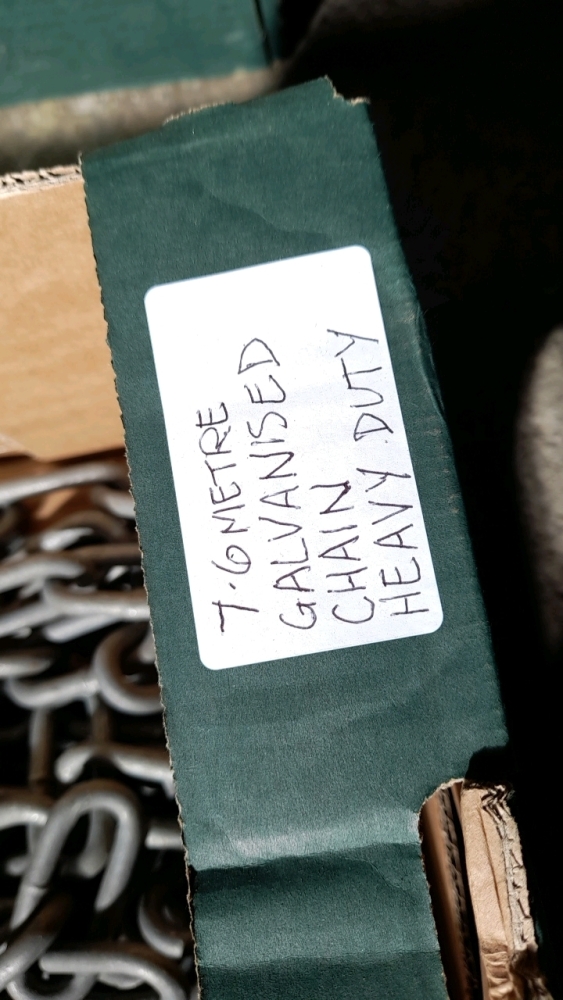 7.6 METRE
GALVANISED
CHAIN
HEAVY DUTY